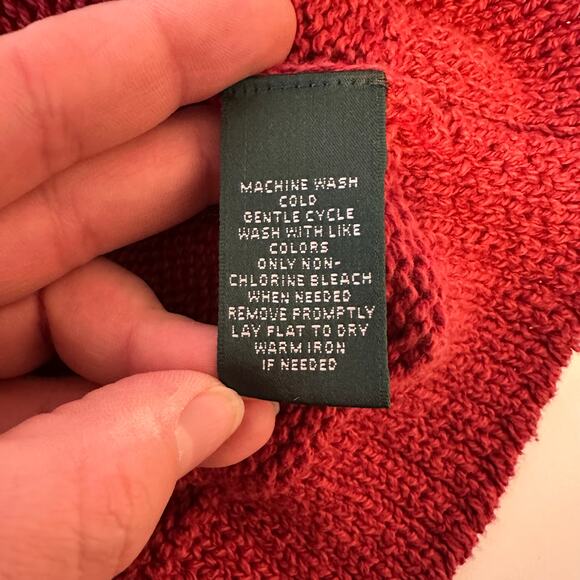 MACHINE WASH
COLD
GENTLE CYCLE
WASH WITH LIKE
COLORS
ONLY NON-
CHLORINE BLEACH
WHEN NEEDED
REMOVE PROMPTLY
LAY FLAT TO DRY
WARM IRON
IF NEEDED